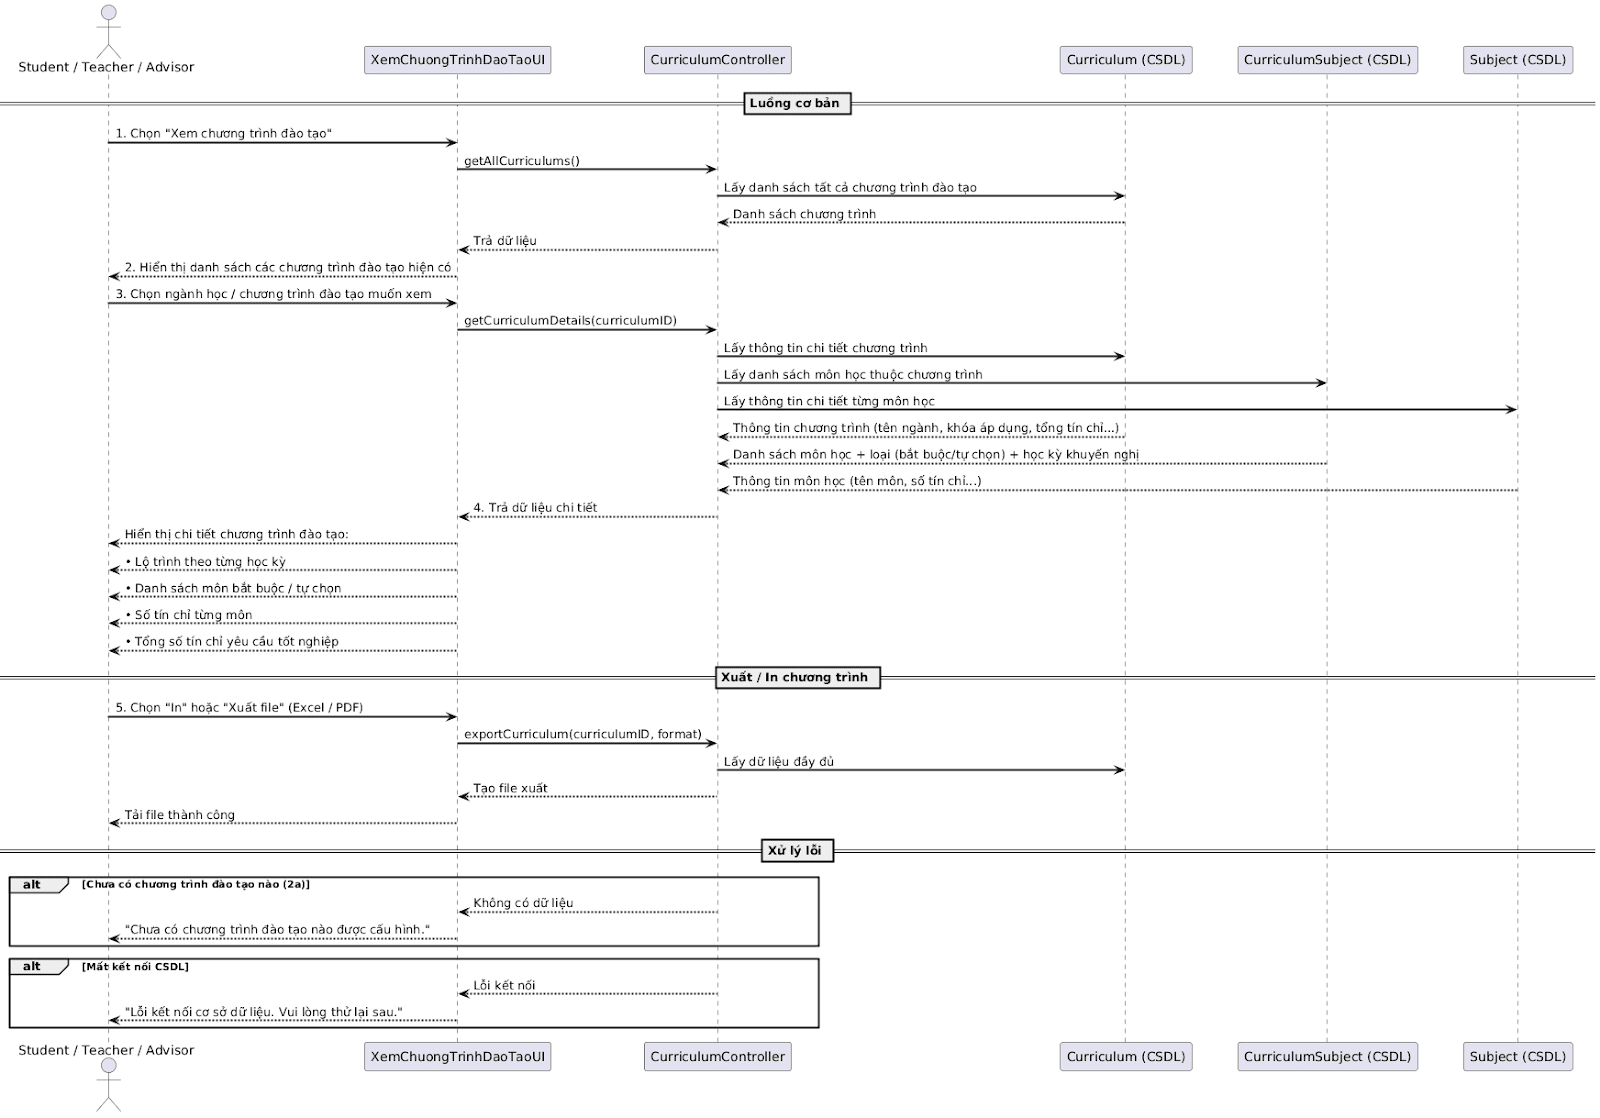 Student / Teacher / Advisor
XemChuongTrinhDaoTaoUI
CurriculumController
Curriculum (CSDL)
CurriculumSubject (CSDL)
Subject (CSDL)
Luồng cơ bản
1. Chọn "Xem chương trình đào tạo"
getAllCurriculums()
Lấy danh sách tất cả chương trình đào tạo
Danh sách chương trình
Trả dữ liệu
2. Hiển thị danh sách các chương trình đào tạo hiện có
3. Chọn ngành học / chương trình đào tạo muốn xem
getCurriculumDetails(curriculumID)
Lấy thông tin chi tiết chương trình
Lấy danh sách môn học thuộc chương trình
Lấy thông tin chi tiết từng môn học
Thông tin chương trình (tên ngành, khóa áp dụng, tổng tín chỉ...)
Danh sách môn học + loại (bắt buộc/tự chọn) + học kỳ khuyến nghị
Thông tin môn học (tên môn, số tín chỉ...)
4. Trả dữ liệu chi tiết
Hiển thị chi tiết chương trình đào tạo:
• Lộ trình theo từng học kỳ
• Danh sách môn bắt buộc / tự chọn
• Số tín chỉ từng môn
• Tổng số tín chỉ yêu cầu tốt nghiệp
Xuất / In chương trình
5. Chọn "In" hoặc "Xuất file" (Excel / PDF)
exportCurriculum(curriculumID, format)
Lấy dữ liệu đầy đủ
Tạo file xuất
Tải file thành công
Xử lý lỗi
alt [Chưa có chương trình đào tạo nào (2a)]
Không có dữ liệu
"Chưa có chương trình đào tạo nào được cấu hình."
alt [Mất kết nối CSDL]
Lỗi kết nối
"Lỗi kết nối cơ sở dữ liệu. Vui lòng thử lại sau."
Student / Teacher / Advisor
XemChuongTrinhDaoTaoUI
CurriculumController
Curriculum (CSDL)
CurriculumSubject (CSDL)
Subject (CSDL)